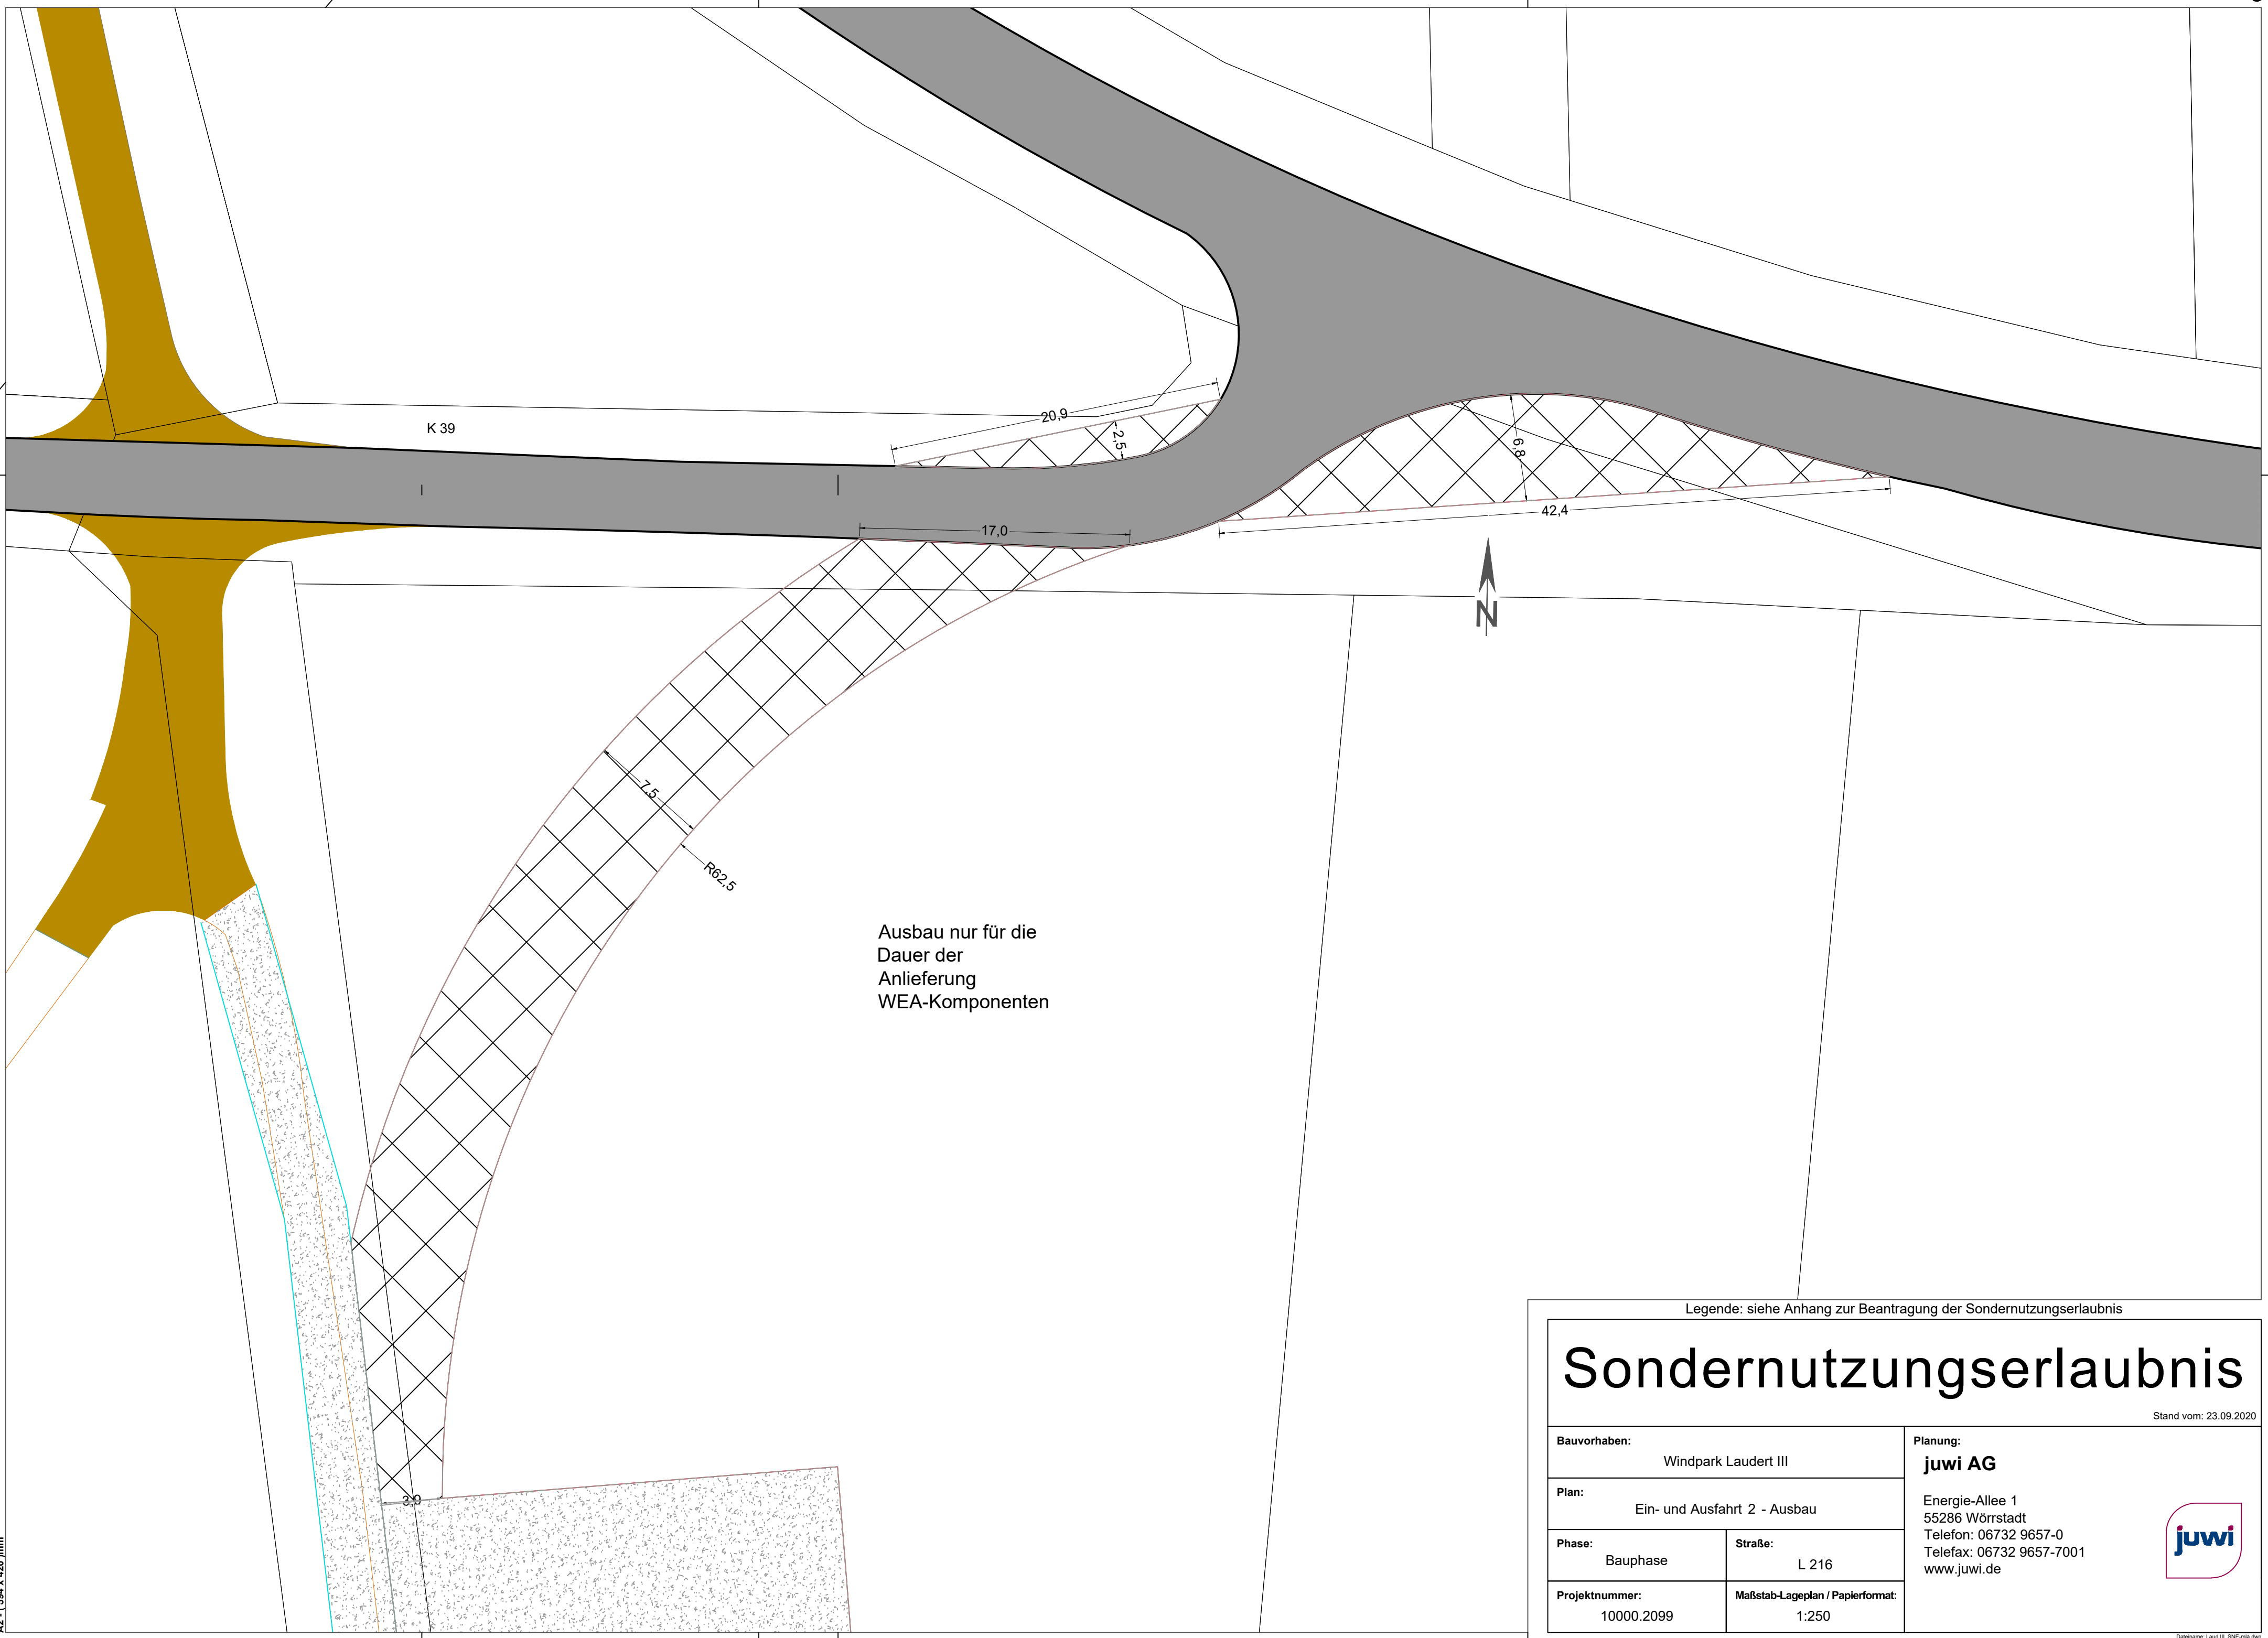 K 39
20,9
2,5
6,8
42,4
17,0
N
7,5
R62,5
Ausbau nur für die
Dauer der
Anlieferung
WEA-Komponenten
Legende: siehe Anhang zur Beantragung der Sondernutzungserlaubnis
Sondernutzungserlaubnis
Stand vom: 23.09.2020
Bauvorhaben:
Windpark Laudert III
Plan:
Ein- und Ausfahrt 2 - Ausbau
Phase:
Bauphase
Straße:
L 216
Projektnummer:
10000.2099
Maßstab-Lageplan / Papierformat:
1:250
Planung:
juwi AG
Energie-Allee 1
55286 Wörrstadt
Telefon: 06732 9657-0
Telefax: 06732 9657-7001
www.juwi.de
juwi